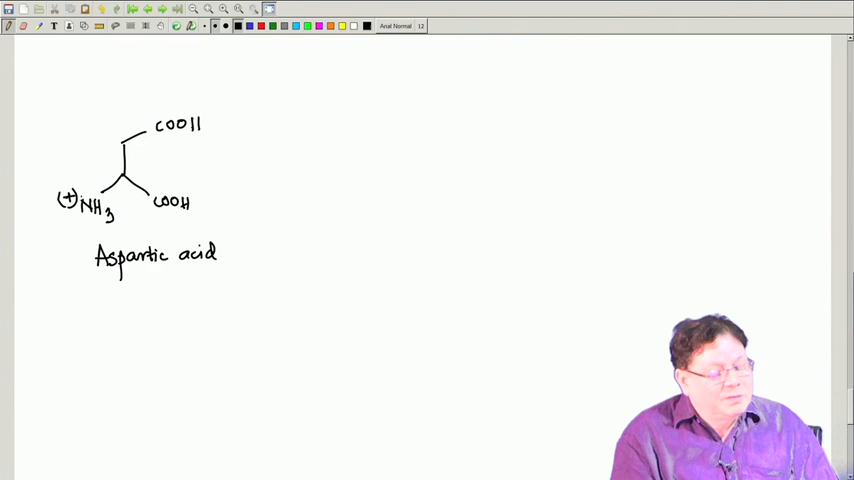 COOH
(+)NH3 COOH
Aspartic acid
T
Arial Normal 12